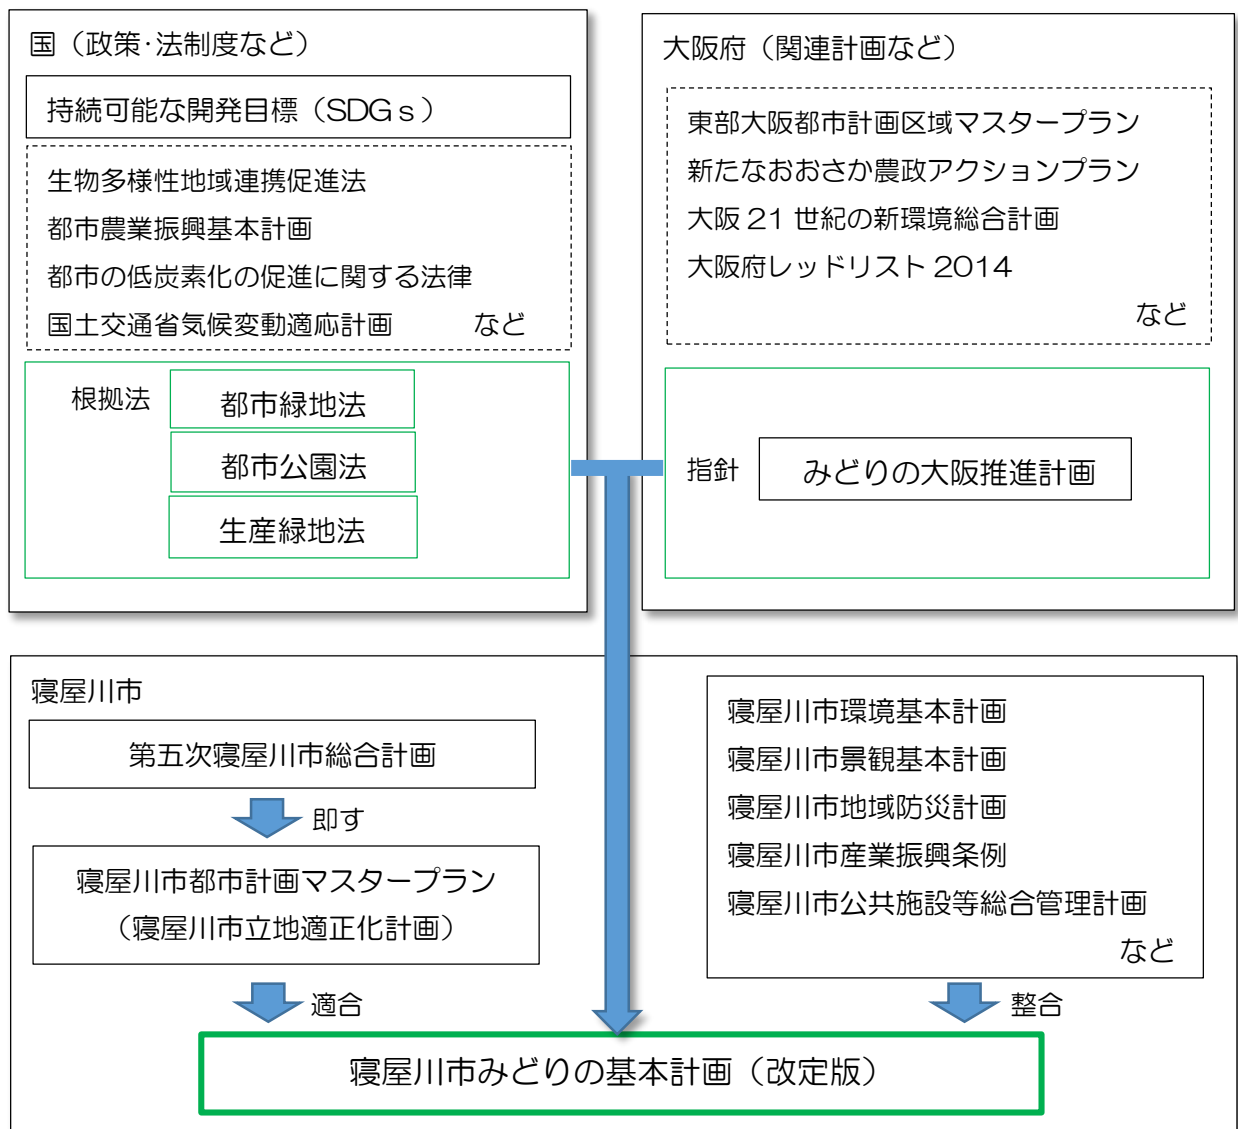 国（政策･法制度など）
持続可能な開発目標（SDGｓ）
生物多様性地域連携促進法
都市農業振興基本計画
都市の低炭素化の促進に関する法律
国土交通省気候変動適応計画　　　など
根拠法
都市緑地法
都市公園法
生産緑地法
大阪府（関連計画など）
東部大阪都市計画区域マスタープラン
新たなおおさか農政アクションプラン
大阪 21 世紀の新環境総合計画
大阪府レッドリスト 2014
など
指針
みどりの大阪推進計画
寝屋川市
第五次寝屋川市総合計画
即す
寝屋川市都市計画マスタープラン
（寝屋川市立地適正化計画）
適合
寝屋川市環境基本計画
寝屋川市景観基本計画
寝屋川市地域防災計画
寝屋川市産業振興条例
寝屋川市公共施設等総合管理計画
など
整合
寝屋川市みどりの基本計画（改定版）